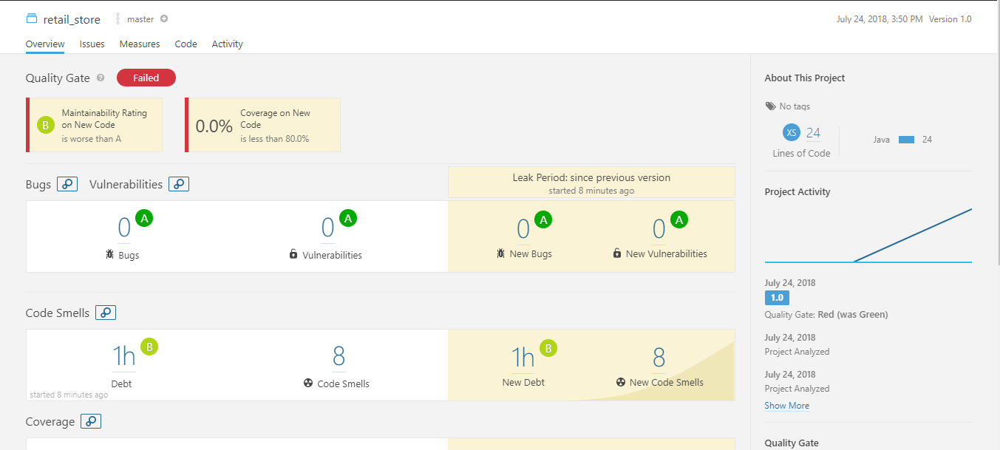 retail_store master
July 24, 2018, 3:50 PM Version 1.0
Overview Issues Measures Code Activity
Quality Gate ? Failed
B
Maintainability Rating
on New Code
is worse than A
0.0%
Coverage on New
Code
is less than 80.0%
Bugs Vulnerabilities
Leak Period: since previous version
started 8 minutes ago
0 A
Bugs
0 A
Vulnerabilities
0 A
New Bugs
0 A
New Vulnerabilities
Code Smells
1h B
Debt
started 8 minutes ago
8
Code Smells
1h B
New Debt
8
New Code Smells
Coverage
About This Project
No tags
XS 24
Lines of Code
Java 24
Project Activity
July 24, 2018
1.0
Quality Gate: Red (was Green)
July 24, 2018
Project Analyzed
July 24, 2018
Project Analyzed
Show More
Quality Gate